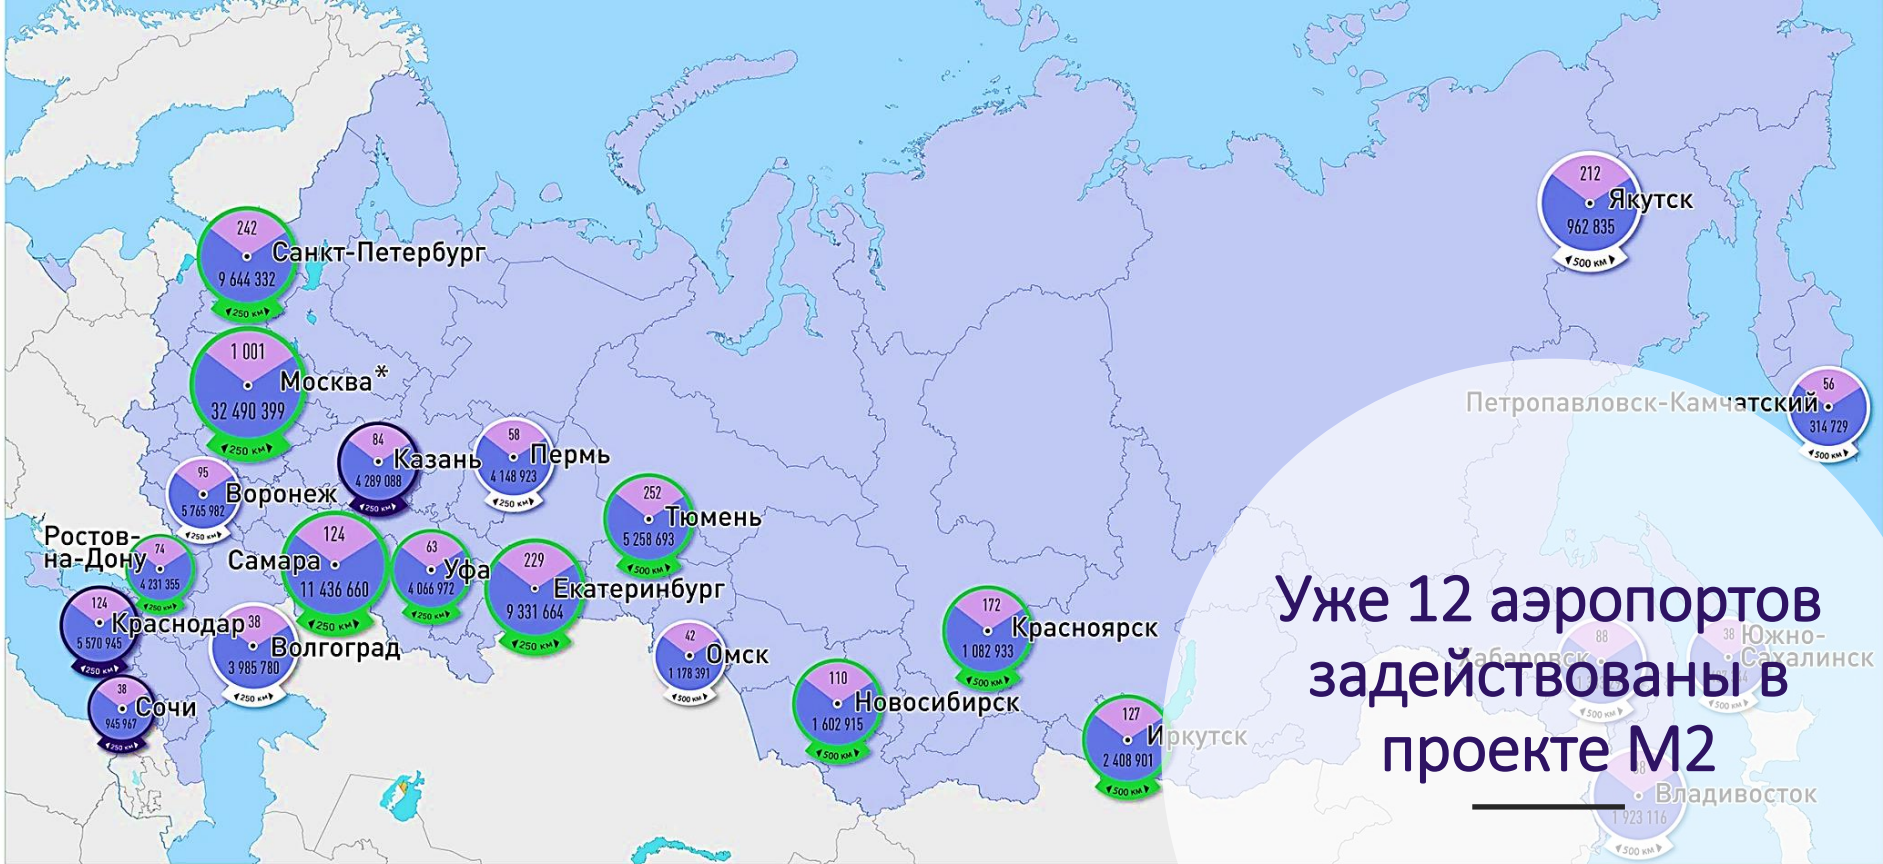 212
Якутск
962 835
500 км
242
Санкт-Петербург
9 644 332
250 км
1 001
Москва*
32 490 399
250 км
56
Петропавловск-Камчатский
314 729
500 км
84
Казань
4 289 088
250 км
58
Пермь
4 148 923
250 км
95
Воронеж
5 765 982
250 км
252
Тюмень
5 258 693
500 км
Ростов-
на-Дону
74
4 231 355
250 км
124
Самара
11 436 660
250 км
63
Уфа
4 066 972
250 км
229
Екатеринбург
9 331 664
250 км
124
Краснодар
5 570 945
250 км
38
Волгоград
3 985 780
250 км
42
Омск
1 178 391
500 км
172
Красноярск
1 082 933
500 км
38
Сочи
945 967
250 км
110
Новосибирск
1 602 915
500 км
127
Иркутск
2 408 901
500 км
Уже 12 аэропортов
задействованы в
проекте М2
88
Хабаровск
500 км
38
Южно-
Сахалинск
500 км
Владивосток
1 923 116
500 км